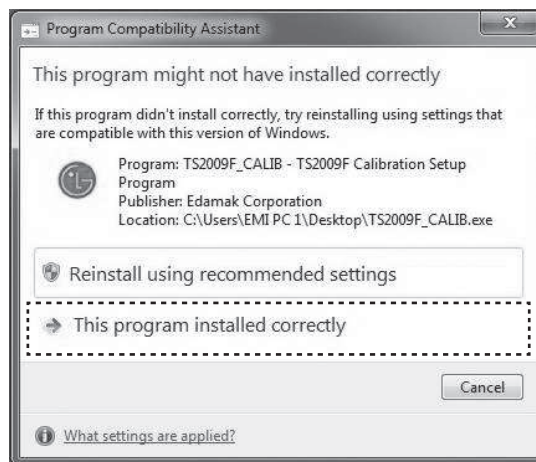 Program Compatibility Assistant
This program might not have installed correctly
If this program didn't install correctly, try reinstalling using settings that
are compatible with this version of Windows.
Program: TS2009F_CALIB - TS2009F Calibration Setup
Program
Publisher: Edamak Corporation
Location: C:\Users\EMI PC 1\Desktop\TS2009F_CALIB.exe
Reinstall using recommended settings
This program installed correctly
Cancel
What settings are applied?